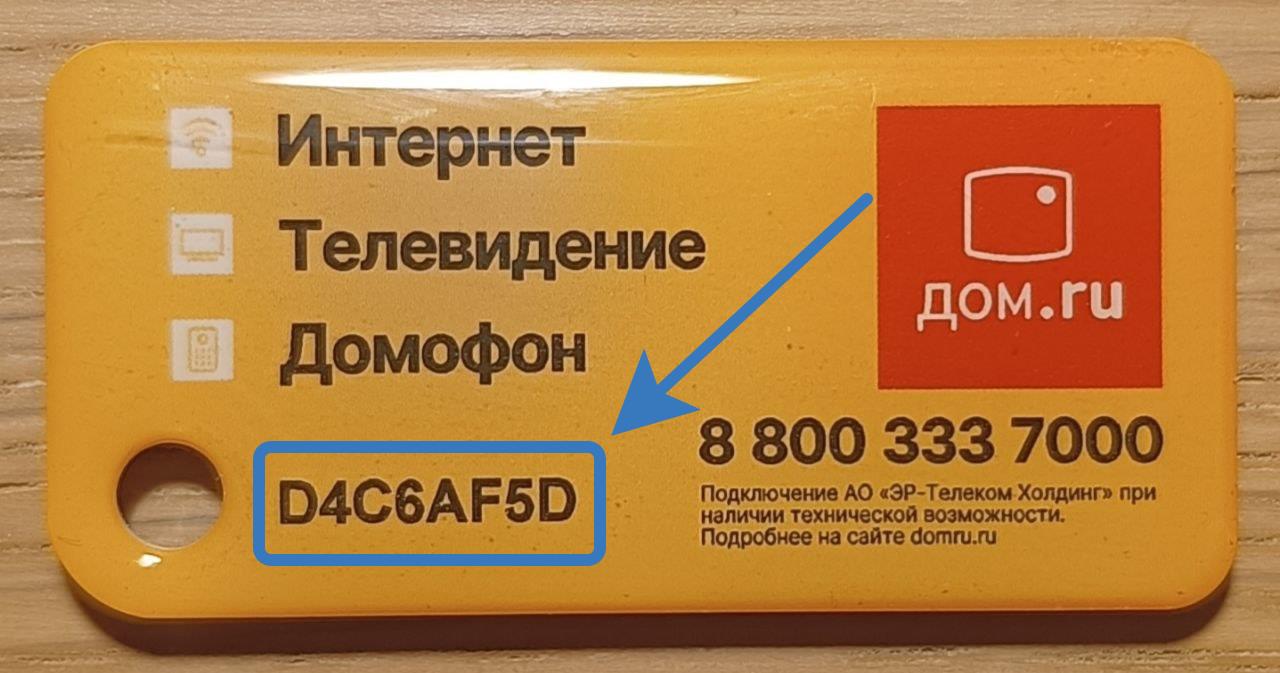 Интернет
Телевидение
Домофон
D4C6AF5D
дом.ru
8 800 333 7000
Подключение АО «ЭР-Телеком Холдинг» при
наличии технической возможности.
Подробнее на сайте domru.ru